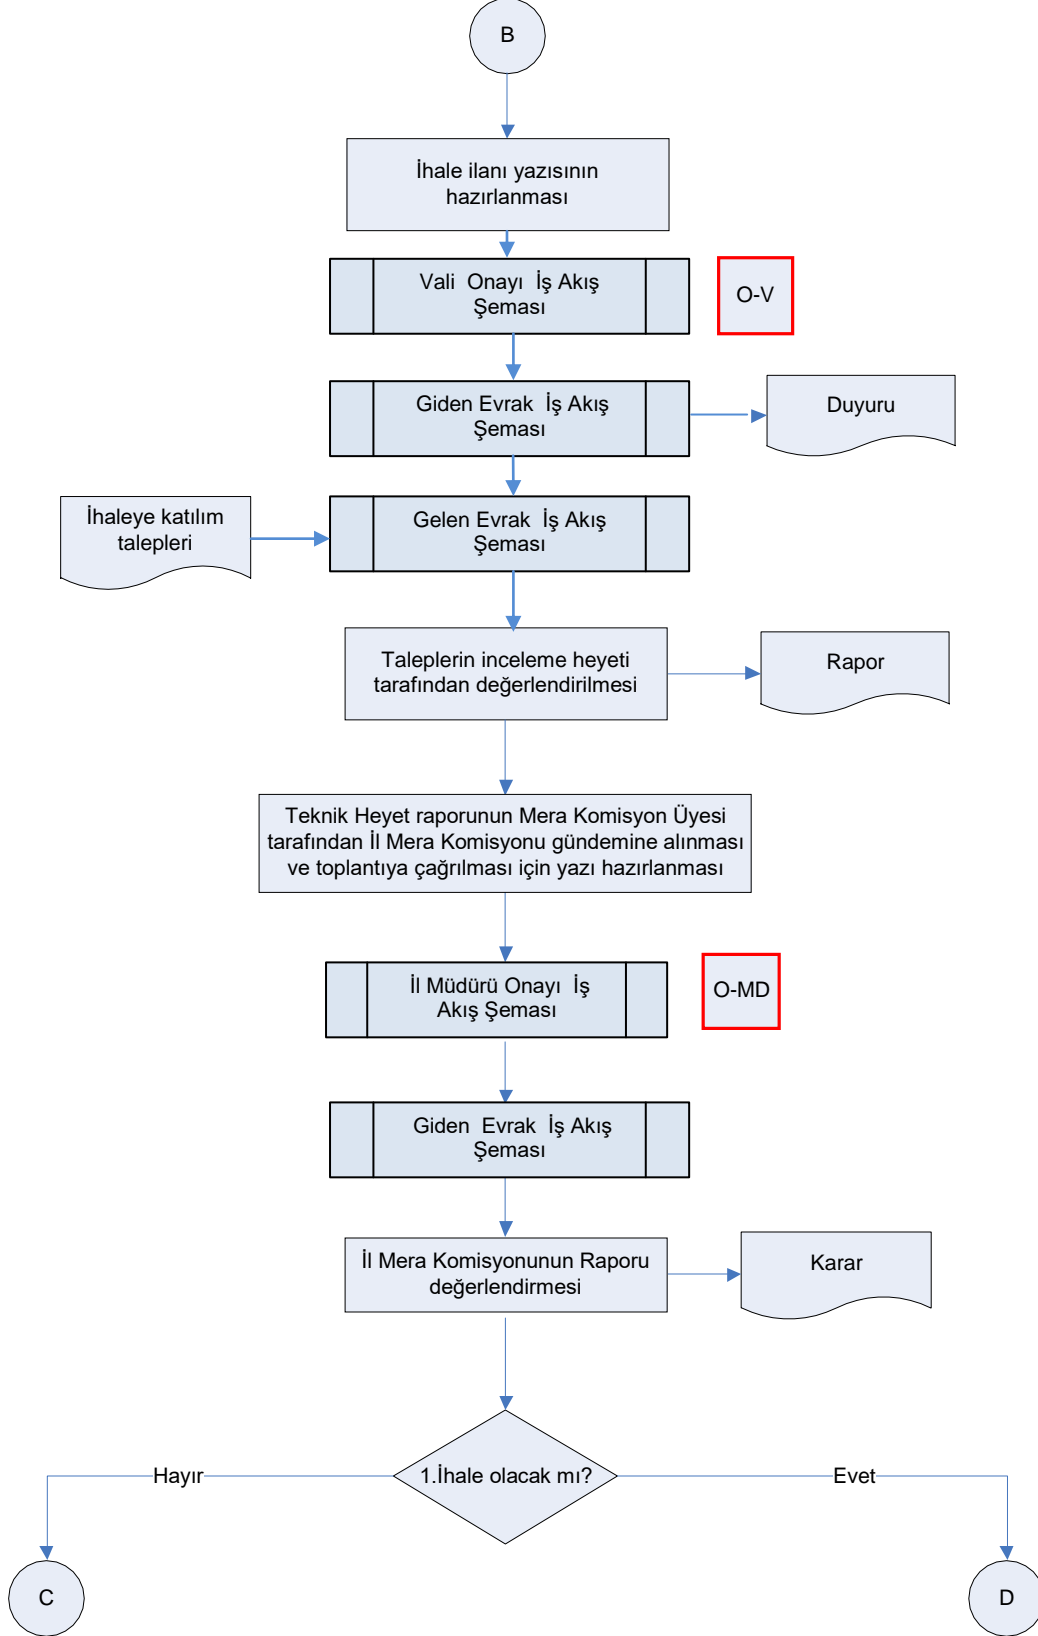 B
İhale ilanı yazısının
hazırlanması
Vali Onayı İş Akış
Şeması
O-V
Giden Evrak İş Akış
Şeması
Duyuru
İhaleye katılım
talepleri
Gelen Evrak İş Akış
Şeması
Taleplerin inceleme heyeti
tarafından değerlendirilmesi
Rapor
Teknik Heyet raporunun Mera Komisyon Üyesi
tarafından İl Mera Komisyonu gündemine alınması
ve toplantıya çağrılması için yazı hazırlanması
İl Müdürü Onayı İş
Akış Şeması
O-MD
Giden Evrak İş Akış
Şeması
İl Mera Komisyonunun Raporu
değerlendirmesi
Karar
1.İhale olacak mı?
Hayır
Evet
C
D